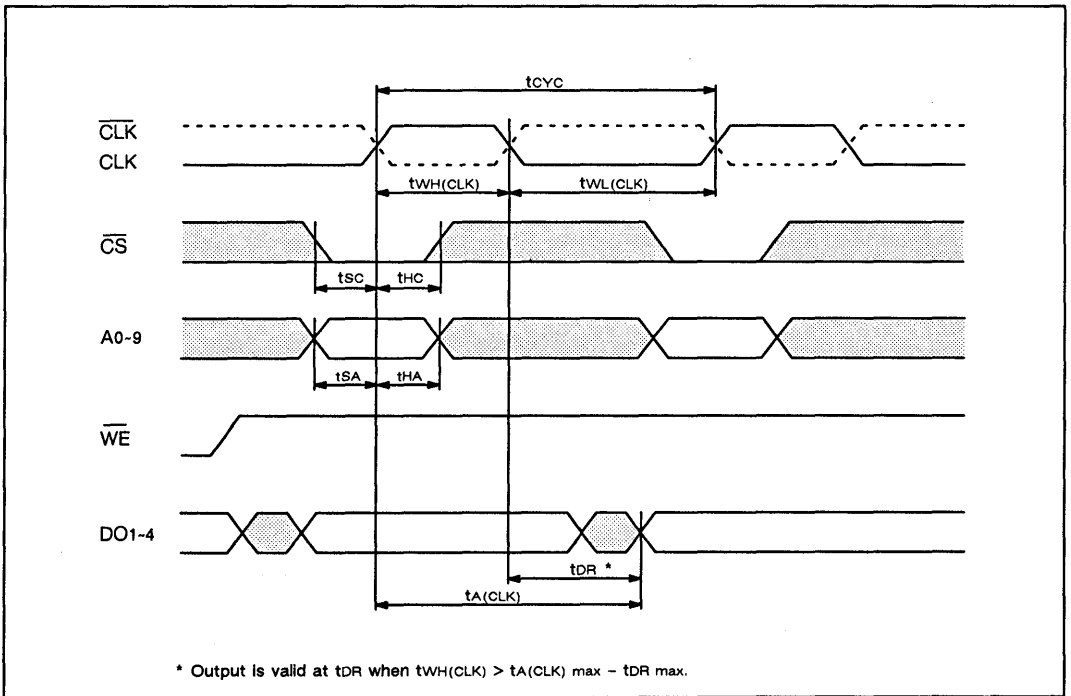 tCYC
CLK
CLK
tWH(CLK) tWL(CLK)
CS
tSC tHC
A0~9
tSA tHA
WE
DO1~4
tDR *
tA(CLK)
* Output is valid at tDR when tWH(CLK) > tA(CLK) max – tDR max.